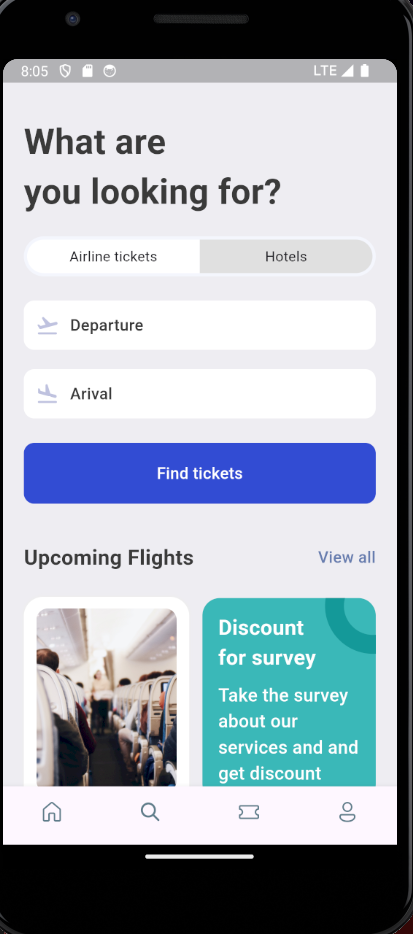 8:05
LTE
What are
you looking for?
Airline tickets
Hotels
Departure
Arival
Find tickets
Upcoming Flights
View all
Discount
for survey
Take the survey
about our
services and and
get discount